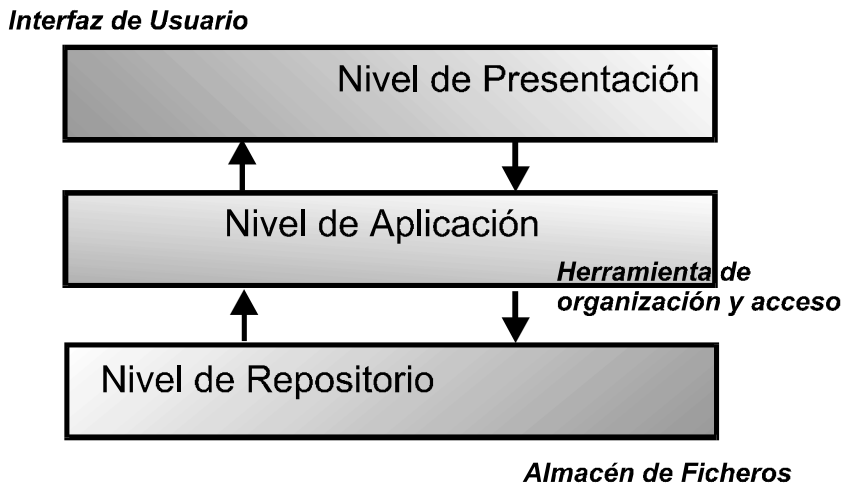 Interfaz de Usuario
Nivel de Presentación
Nivel de Aplicación
Herramienta de
organización y acceso
Nivel de Repositorio
Almacén de Ficheros